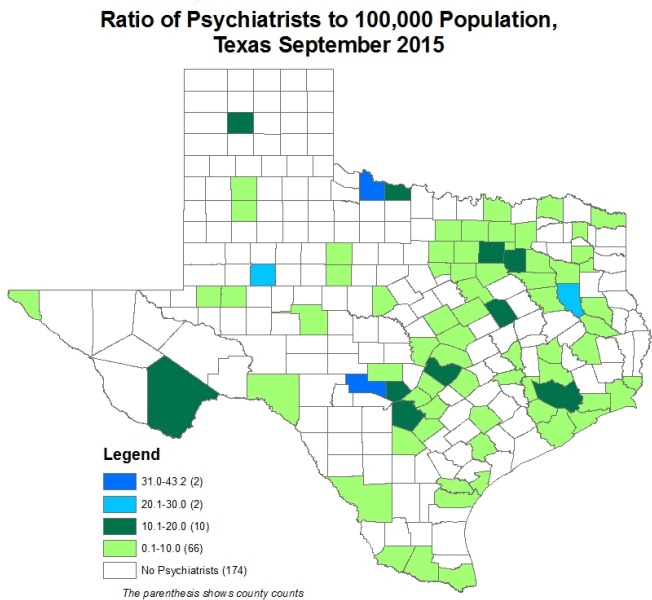 Ratio of Psychiatrists to 100,000 Population,
Texas September 2015
Legend
31.0-43.2 (2)
20.1-30.0 (2)
10.1-20.0 (10)
0.1-10.0 (66)
No Psychiatrists (174)
The parenthesis shows county counts